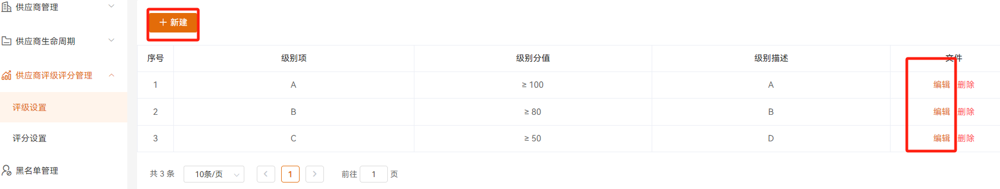 供应商管理
供应商生命周期
供应商评级评分管理
评级设置
评分设置
黑名单管理
+ 新建
序号 级别项 级别分值 级别描述 文件
1 A ≥ 100 A 编辑 删除
2 B ≥ 80 B 编辑 删除
3 C ≥ 50 D 编辑 删除
共 3 条 10条/页 < 1 > 前往 1 页